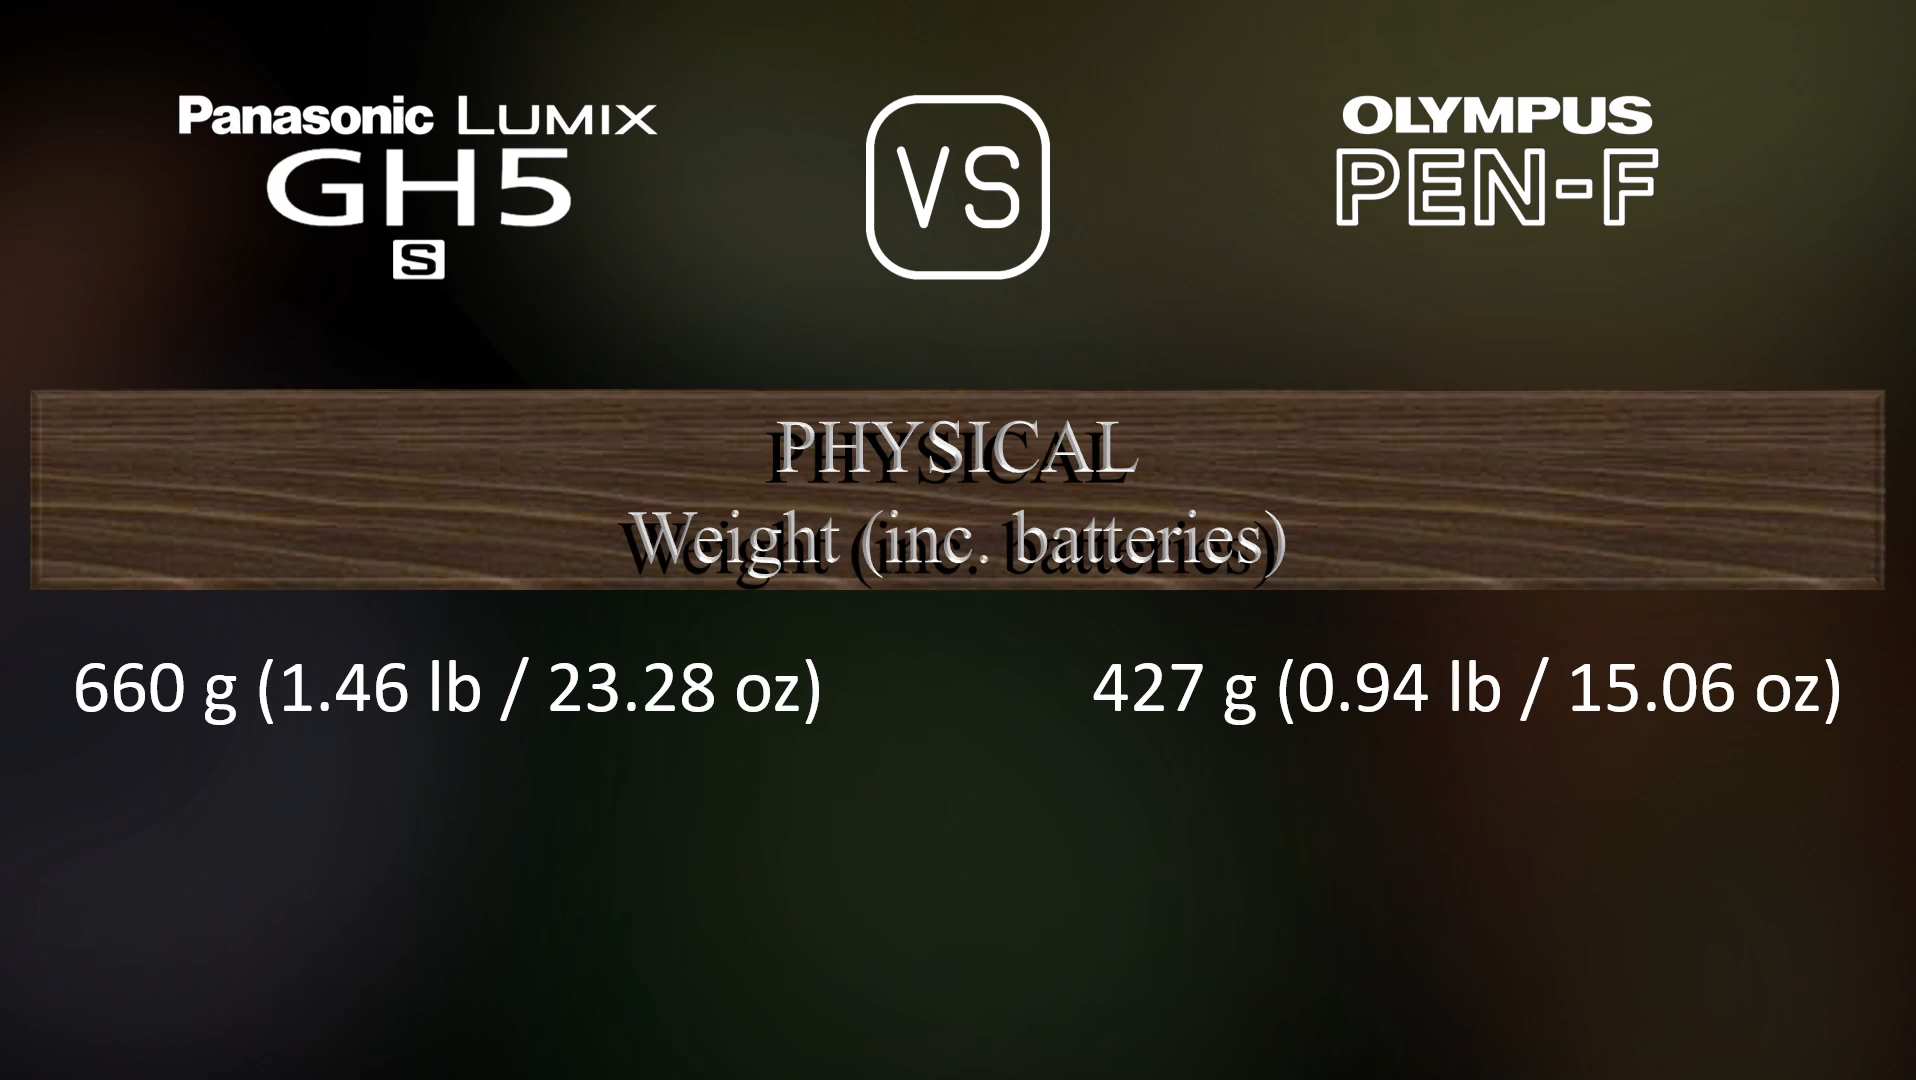 Panasonic LUMIX
GH5
S
VS
OLYMPUS
PEN-F
PHYSICAL
Weight (inc. batteries)
660 g (1.46 lb / 23.28 oz)
427 g (0.94 lb / 15.06 oz)